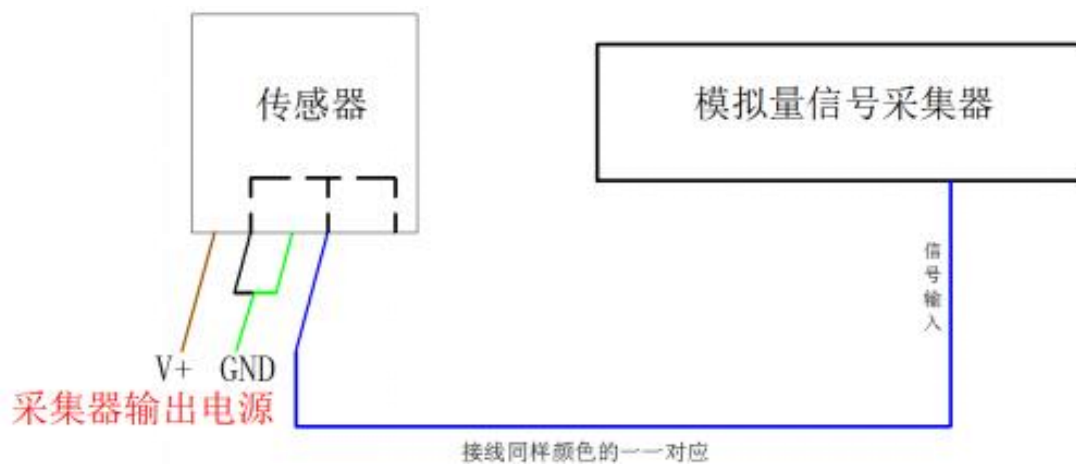 传感器
模拟量信号采集器
信号输入
V+ GND
采集器输出电源
接线同样颜色的一一对应